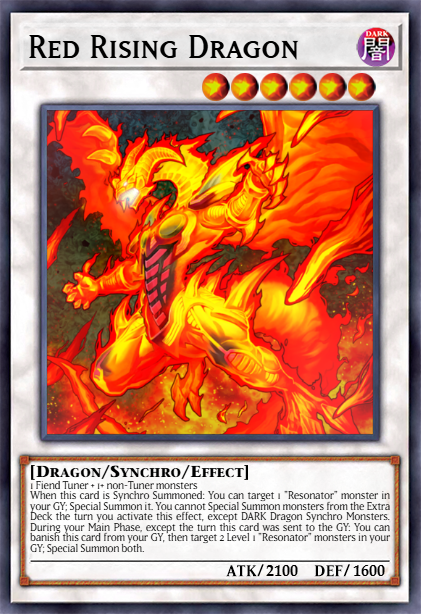 Red Rising Dragon
DARK
闇
[Dragon/Synchro/Effect]
1 Fiend Tuner + 1+ non-Tuner monsters
When this card is Synchro Summoned: You can target 1 "Resonator" monster in
your GY; Special Summon it. You cannot Special Summon monsters from the Extra
Deck the turn you activate this effect, except DARK Dragon Synchro Monsters.
During your Main Phase, except the turn this card was sent to the GY: You can
banish this card from your GY, then target 2 Level 1 "Resonator" monsters in your
GY; Special Summon both.
ATK/2100 DEF/1600